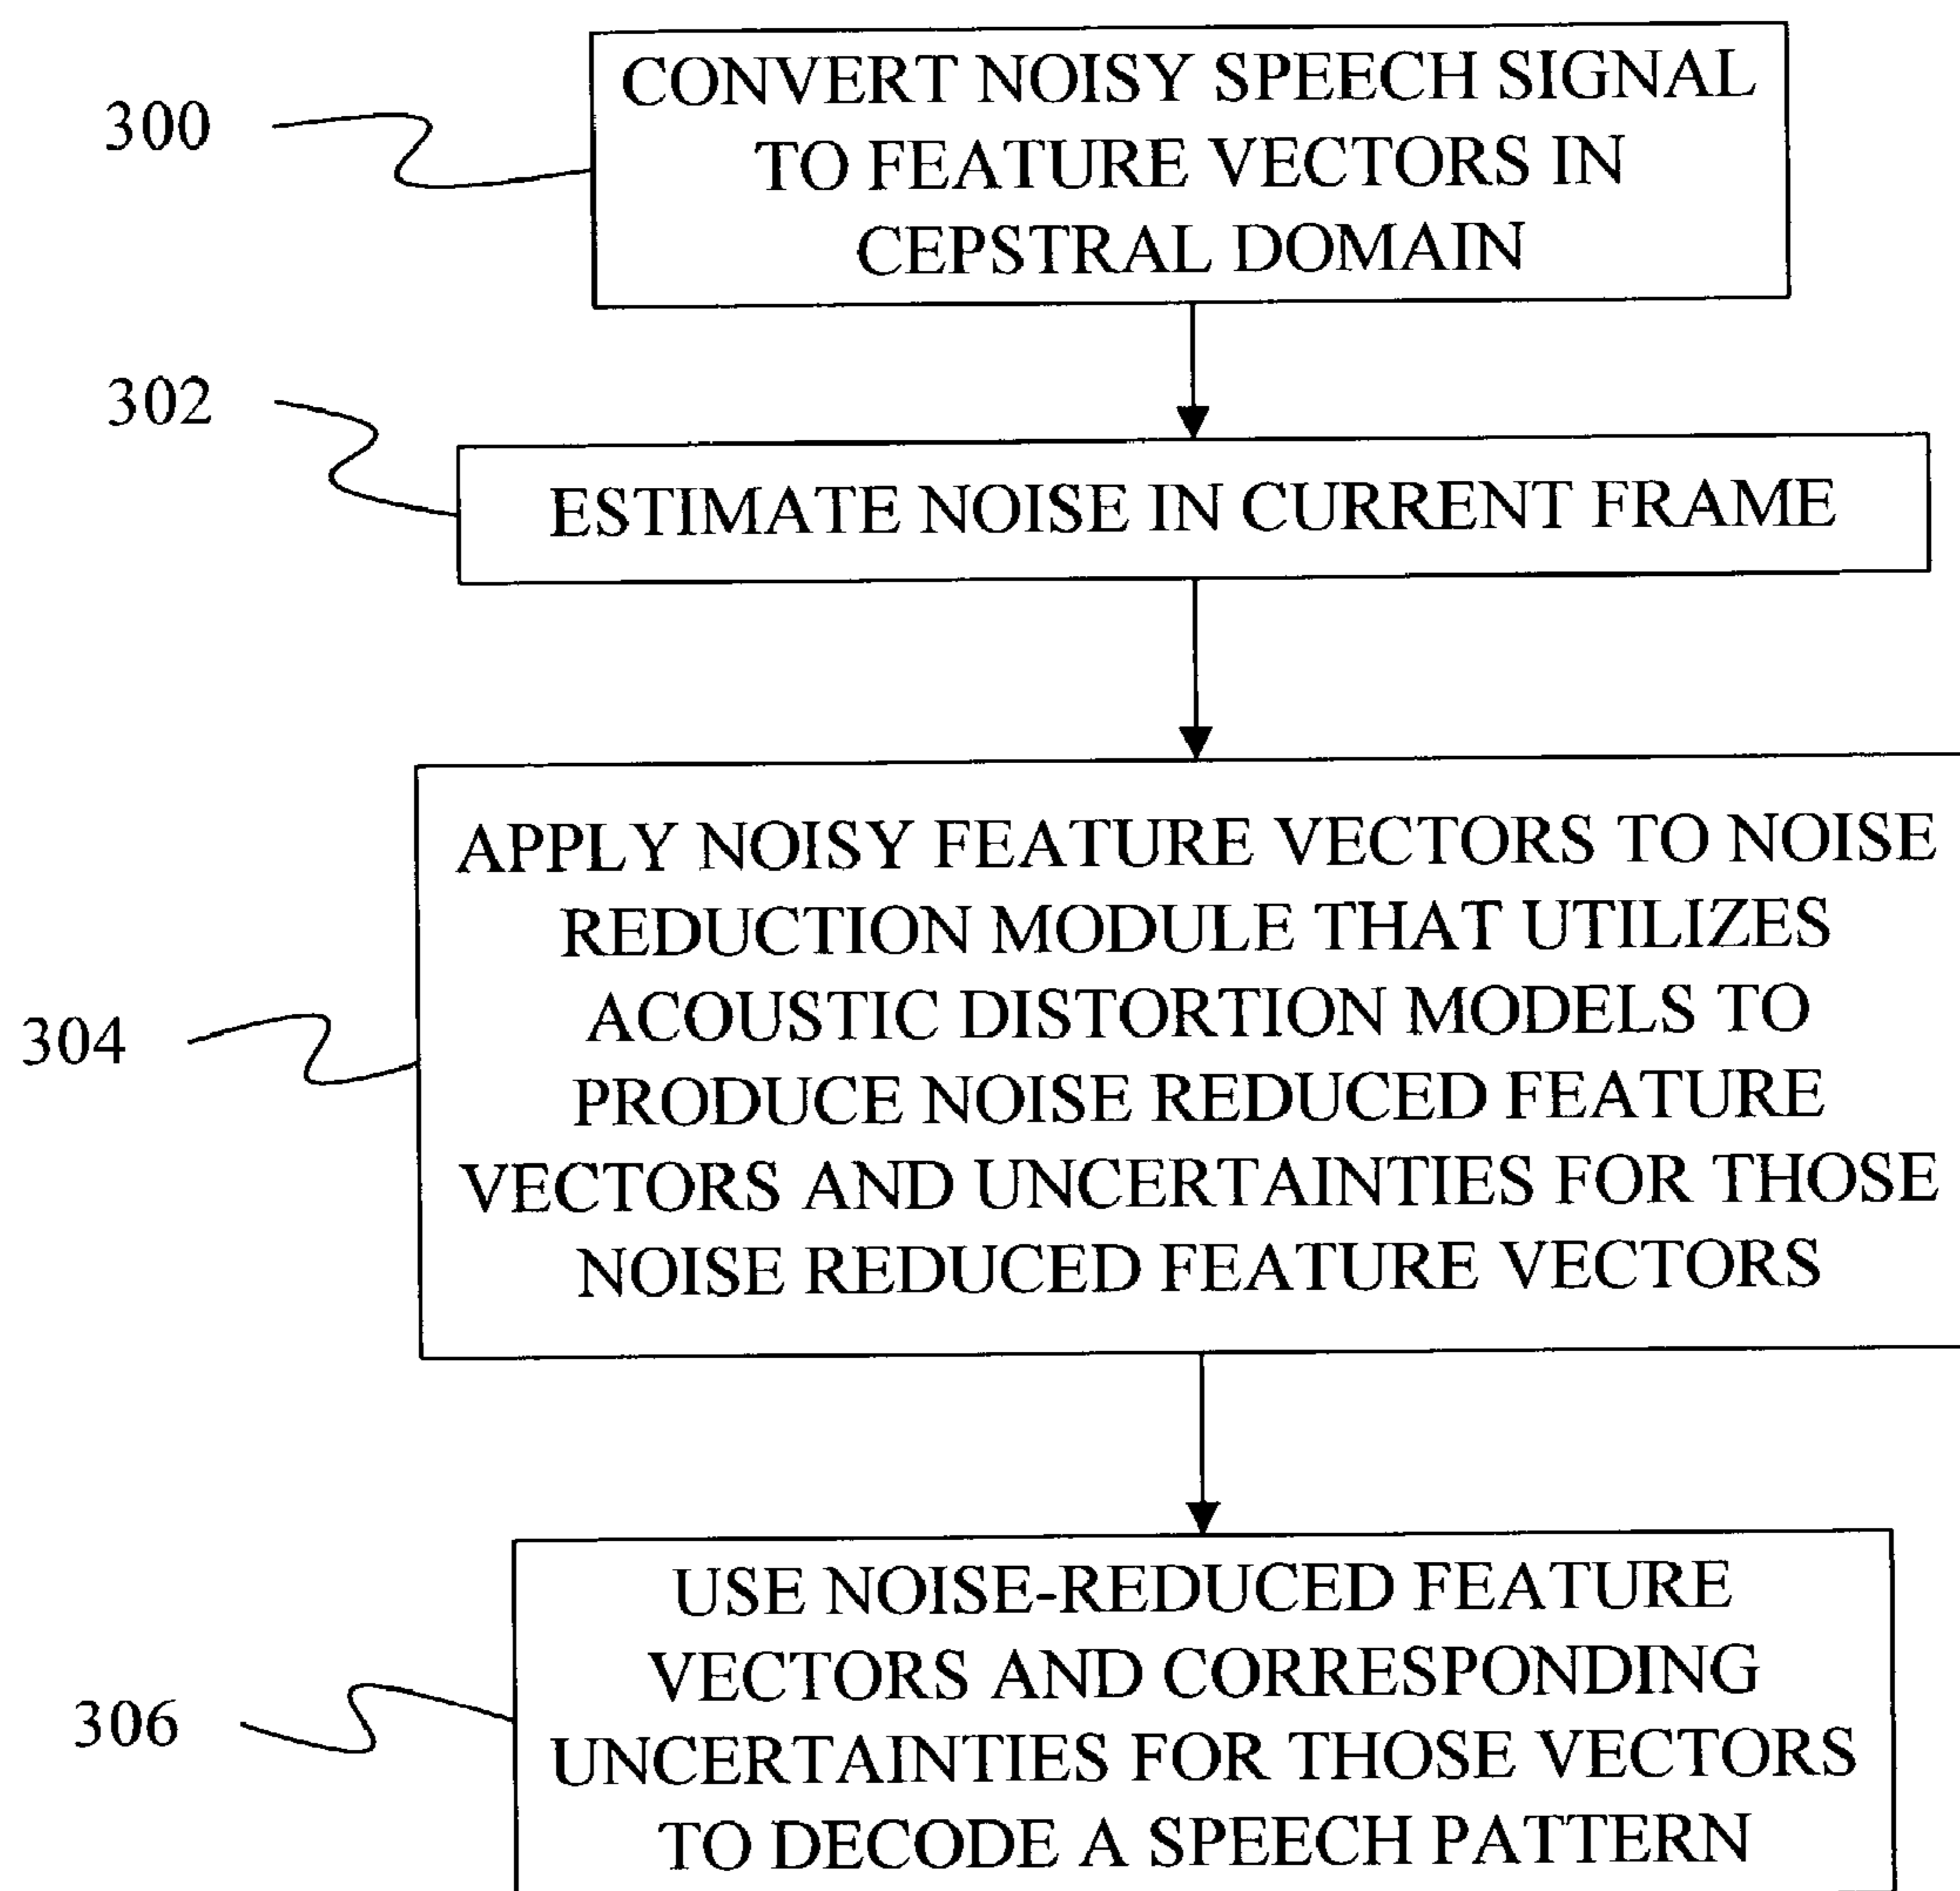 300
CONVERT NOISY SPEECH SIGNAL
TO FEATURE VECTORS IN
CEPSTRAL DOMAIN
302
ESTIMATE NOISE IN CURRENT FRAME
304
APPLY NOISY FEATURE VECTORS TO NOISE
REDUCTION MODULE THAT UTILIZES
ACOUSTIC DISTORTION MODELS TO
PRODUCE NOISE REDUCED FEATURE
VECTORS AND UNCERTAINTIES FOR THOSE
NOISE REDUCED FEATURE VECTORS
306
USE NOISE-REDUCED FEATURE
VECTORS AND CORRESPONDING
UNCERTAINTIES FOR THOSE VECTORS
TO DECODE A SPEECH PATTERN